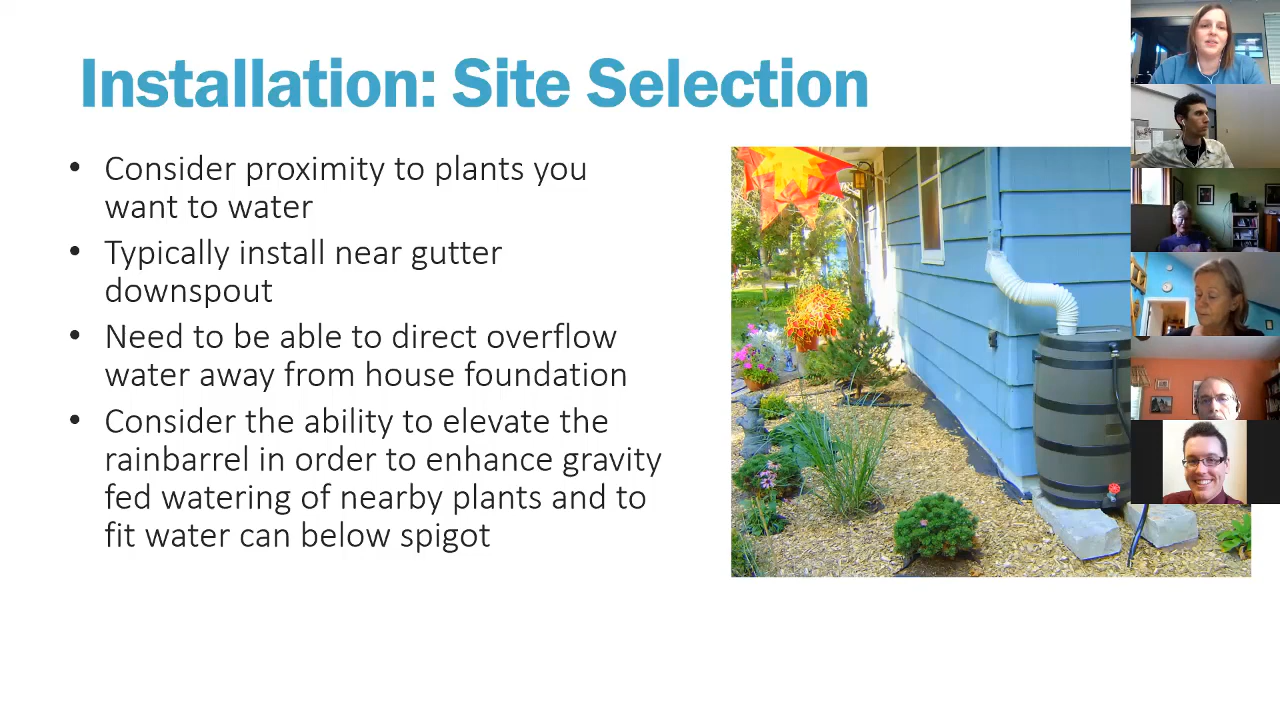 Installation: Site Selection
• Consider proximity to plants you
want to water
• Typically install near gutter
downspout
• Need to be able to direct overflow
water away from house foundation
• Consider the ability to elevate the
rainbarrel in order to enhance gravity
fed watering of nearby plants and to
fit water can below spigot